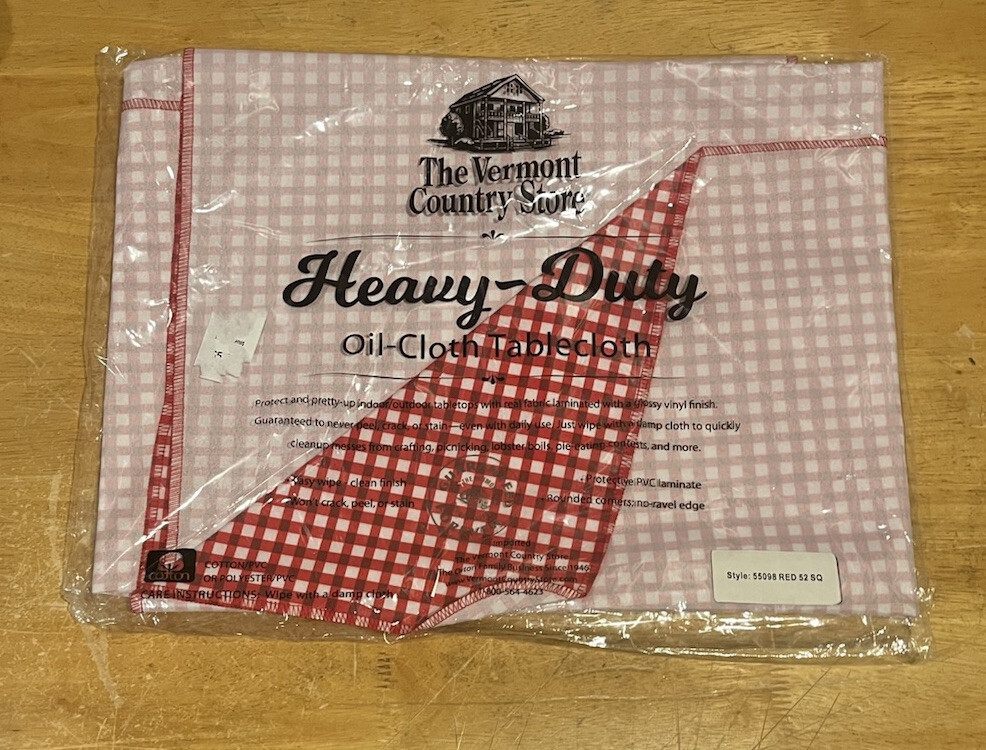 The Vermont
Country Store
Heavy-Duty
Oil-Cloth Tablecloth
Protect and pretty-up indoor/outdoor tabletops with real fabric laminated with a glossy vinyl finish.
Guaranteed to never peel, crack, or stain—even with daily use. Just wipe with a damp cloth to quickly
cleanup messes from crafting, picnicking, lobster boils, pie-eating contests, and more.
• Easy wipe - clean finish
• Won't crack, peel, or stain
• Protective PVC laminate
• Rounded corners; no-ravel edge
Imported
The Vermont Country Store
The Orton Family Business Since 1946
www.VermontCountryStore.com
1-800-564-4623
COTTON
COTTON/PVC
OR POLYESTER/PVC
CARE INSTRUCTIONS: Wipe with a damp cloth
Style: 55098 RED 52 SQ